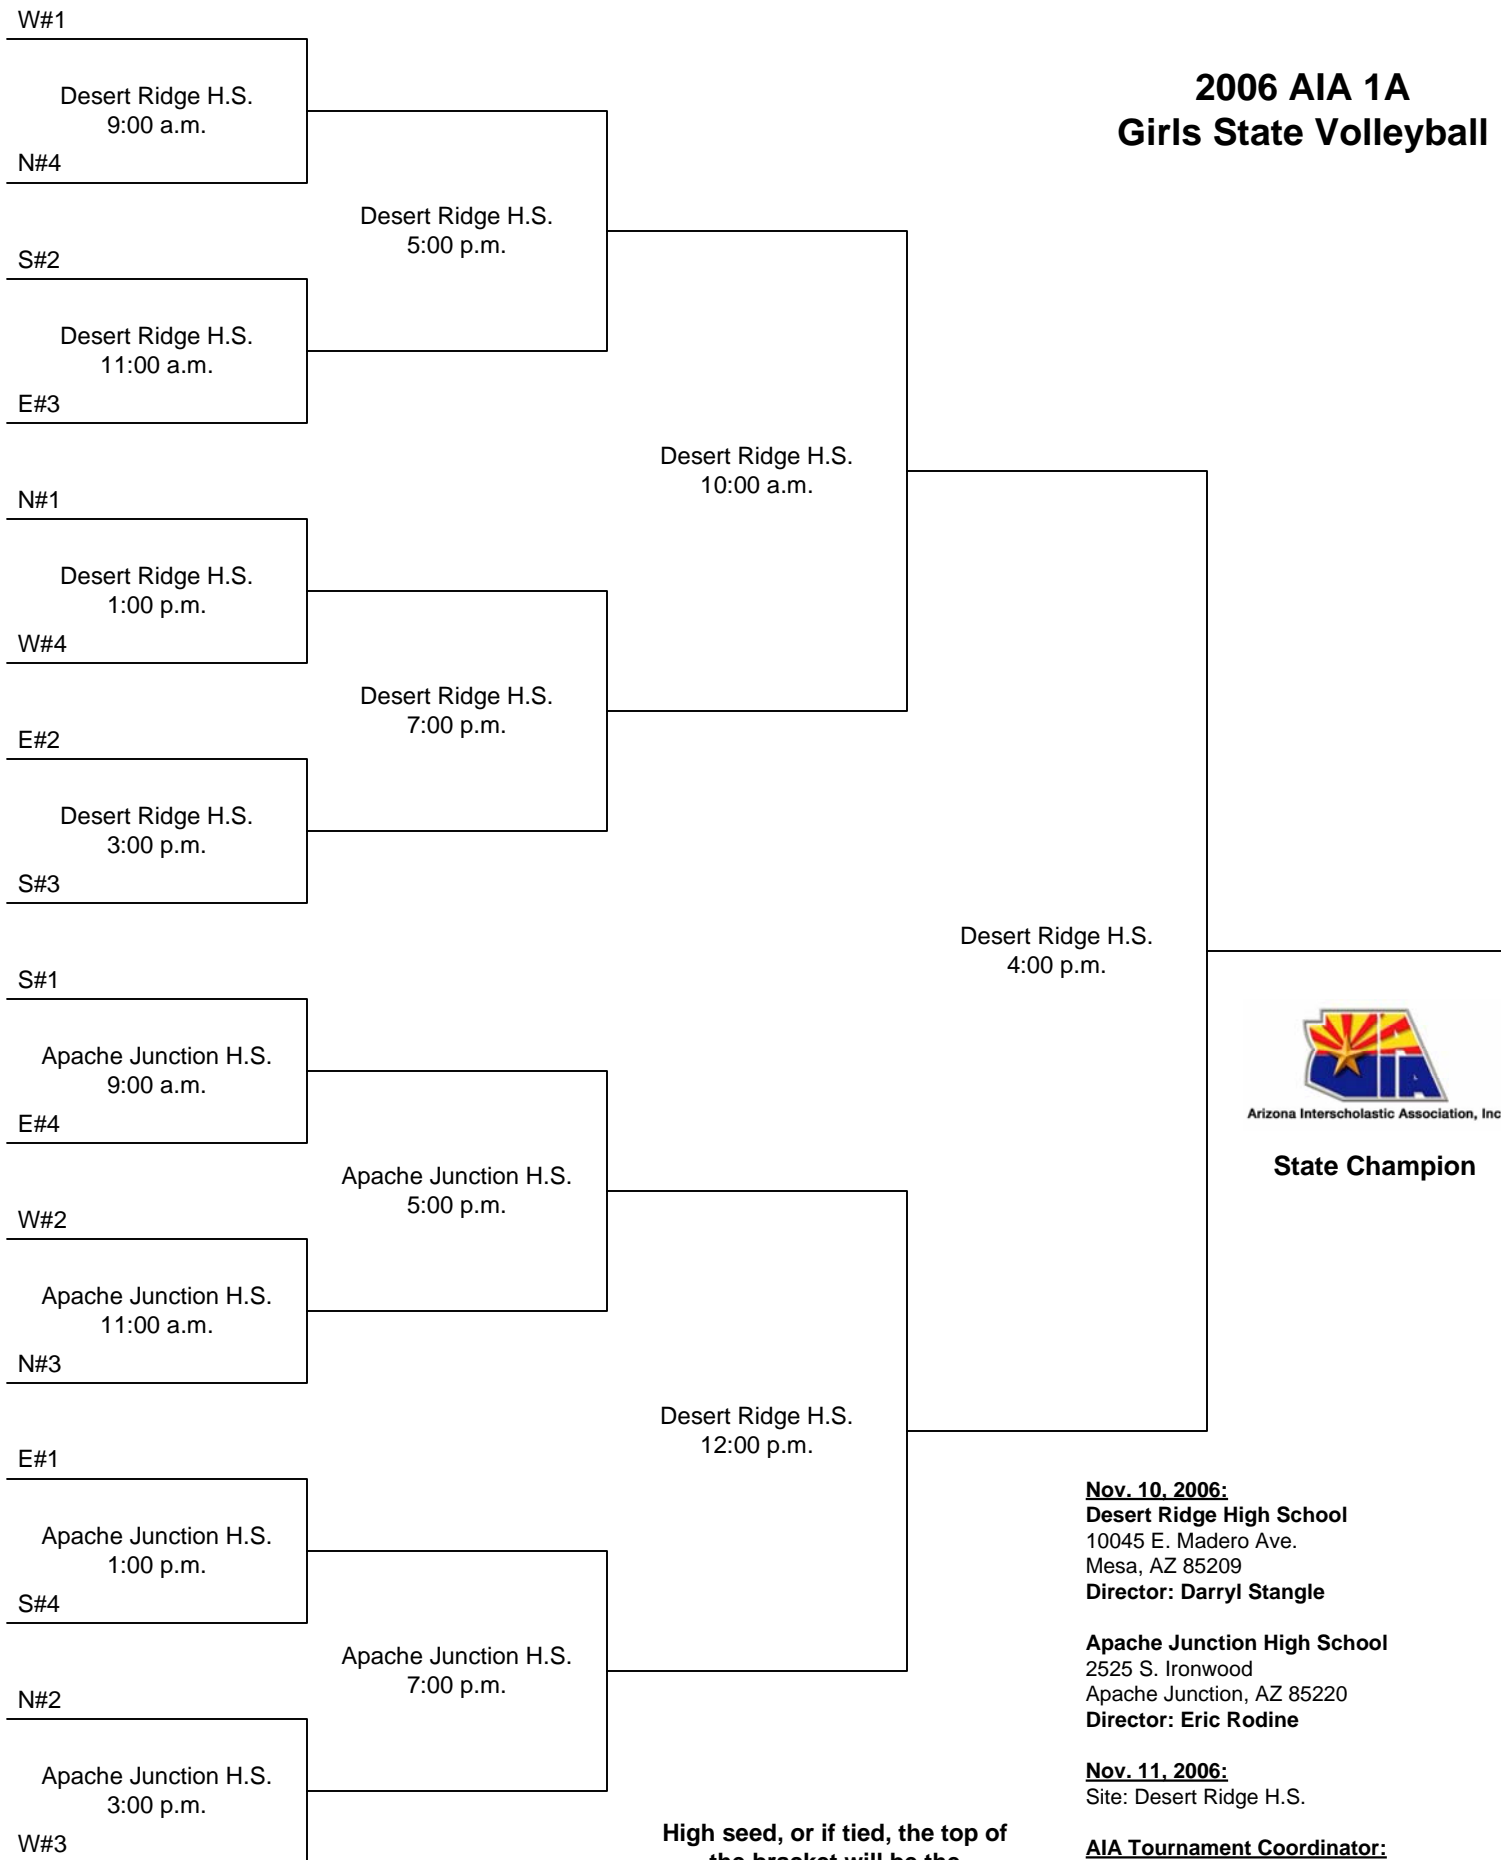 2006 AIA 1A
Girls State Volleyball
W#1
Desert Ridge H.S.
9:00 a.m.
N#4
Desert Ridge H.S.
5:00 p.m.
S#2
Desert Ridge H.S.
11:00 a.m.
E#3
Desert Ridge H.S.
10:00 a.m.
N#1
Desert Ridge H.S.
1:00 p.m.
W#4
Desert Ridge H.S.
7:00 p.m.
E#2
Desert Ridge H.S.
3:00 p.m.
S#3
Desert Ridge H.S.
4:00 p.m.
S#1
Apache Junction H.S.
9:00 a.m.
E#4
Apache Junction H.S.
5:00 p.m.
W#2
Apache Junction H.S.
11:00 a.m.
N#3
Desert Ridge H.S.
12:00 p.m.
E#1
Apache Junction H.S.
1:00 p.m.
S#4
Apache Junction H.S.
7:00 p.m.
N#2
Apache Junction H.S.
3:00 p.m.
W#3
AIA
Arizona Interscholastic Association, Inc
State Champion
Nov. 10, 2006:
Desert Ridge High School
10045 E. Madero Ave.
Mesa, AZ 85209
Director: Darryl Stangle
Apache Junction High School
2525 S. Ironwood
Apache Junction, AZ 85220
Director: Eric Rodine
Nov. 11, 2006:
Site: Desert Ridge H.S.
AIA Tournament Coordinator:
High seed, or if tied, the top of
the bracket will be the